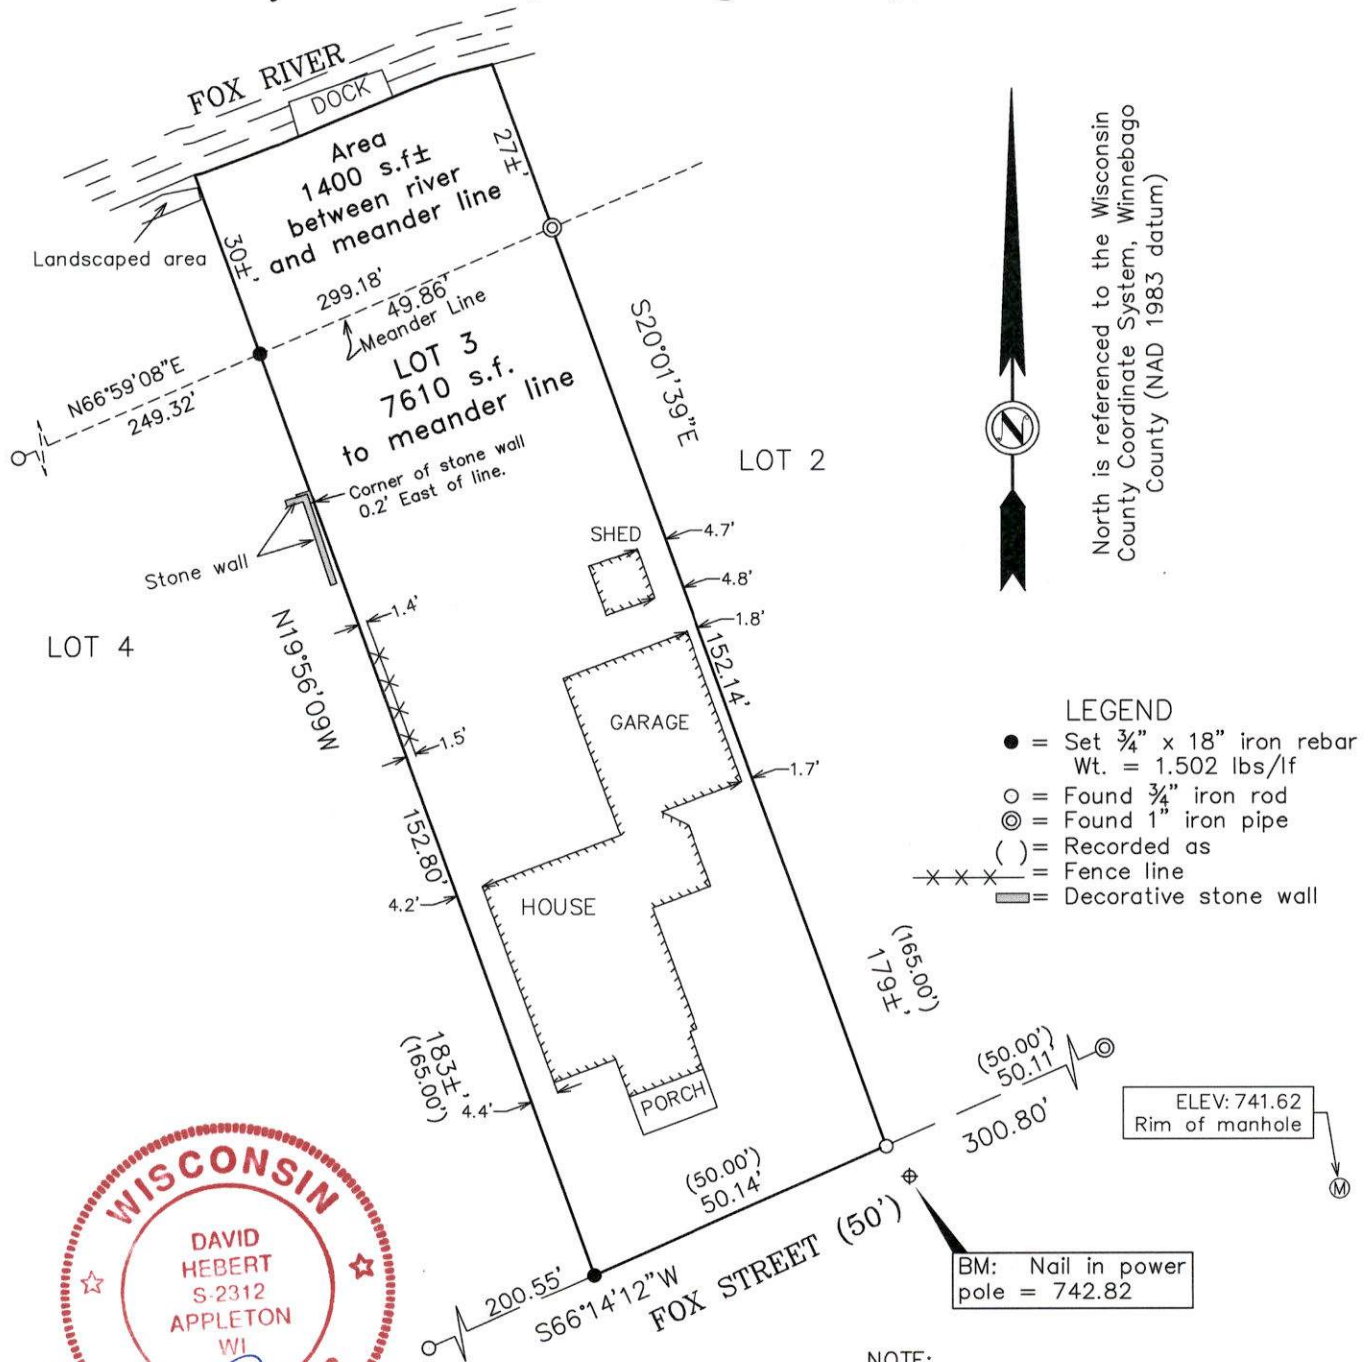 FOX RIVER
DOCK
Area
1400 s.f±
between river
and meander line
27±'
30±'
Landscaped area
299.18'
49.86'
Meander Line
N66°59'08"E
249.32'
LOT 3
7610 s.f.
to meander line
S20°01'39"E
Corner of stone wall
0.2' East of line.
LOT 2
Stone wall
SHED
4.7'
4.8'
1.8'
152.14'
1.4'
LOT 4
N19°56'09W
1.5'
GARAGE
1.7'
152.80'
4.2'
HOUSE
(165.00')
179±'
183±'
(165.00')
4.4'
PORCH
(50.00')
50.14'
(50.00')
50.11'
300.80'
200.55'
S66°14'12"W
FOX STREET (50')
ELEV: 741.62
Rim of manhole
M
BM: Nail in power
pole = 742.82
North is referenced to the Wisconsin
County Coordinate System, Winnebago
County (NAD 1983 datum)
N
LEGEND
● = Set ¾" x 18" iron rebar
Wt. = 1.502 lbs/lf
○ = Found ¾" iron rod
◎ = Found 1" iron pipe
( ) = Recorded as
x x x = Fence line
= Decorative stone wall
WISCONSIN
DAVID
HEBERT
S-2312
APPLETON
WI
NOTE: